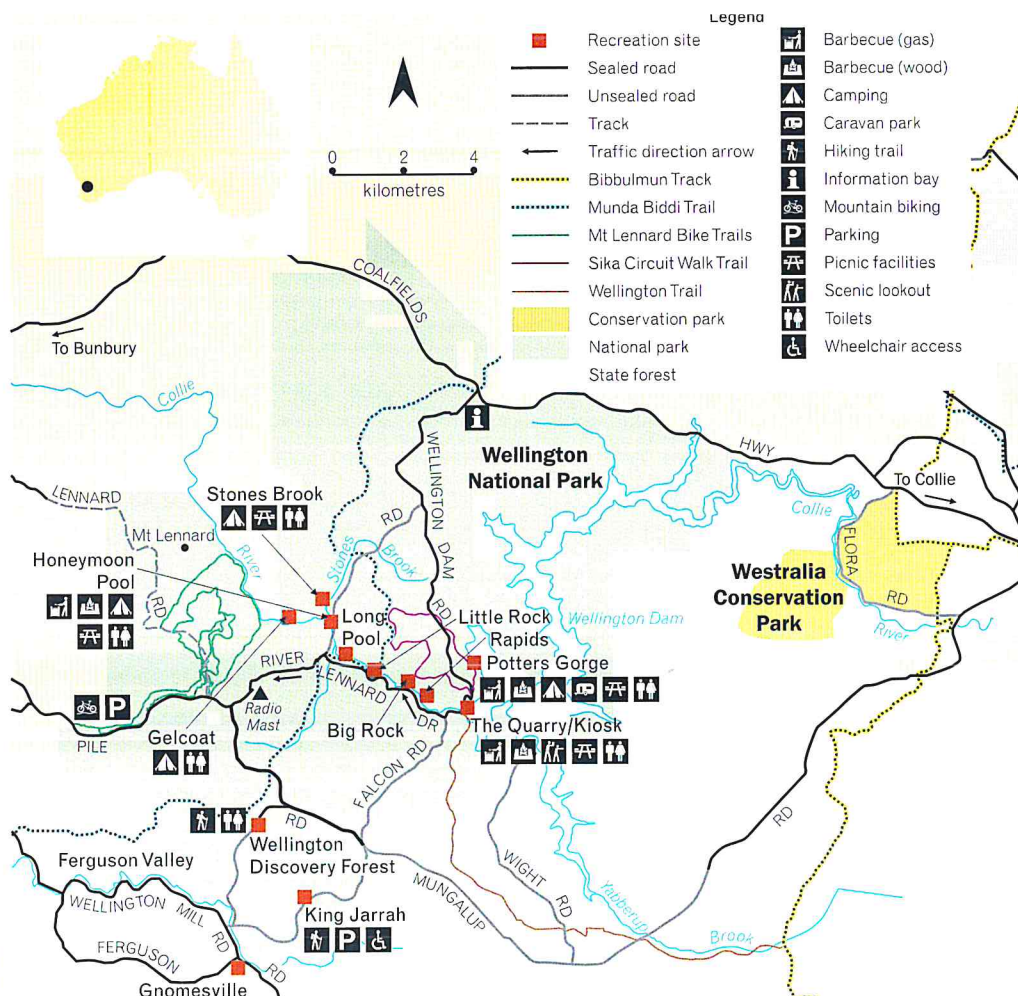 Legend
Recreation site
Sealed road
Unsealed road
Track
Traffic direction arrow
Bibbulmun Track
Munda Biddi Trail
Mt Lennard Bike Trails
Sika Circuit Walk Trail
Wellington Trail
Conservation park
National park
State forest
Barbecue (gas)
Barbecue (wood)
Camping
Caravan park
Hiking trail
Information bay
Mountain biking
P
Parking
Picnic facilities
Scenic lookout
Toilets
Wheelchair access
0 2 4
kilometres
COALFIELDS
HWY
To Bunbury
Collie
River
i
WELLINGTON
DAM
RD
Wellington
National Park
To Collie
Collie
River
FLORA
RD
Westralia
Conservation
Park
LENNARD
RD
Mt Lennard
Stones Brook
Honeymoon
Pool
Stones
Brook
RD
Long
Pool
Little Rock
Rapids
Wellington Dam
Potters Gorge
RIVER
LENNARD
DR
Radio
Mast
Big Rock
The Quarry/Kiosk
P
PILE
Gelcoat
FALCON RD
RD
Wellington
Discovery Forest
Ferguson Valley
WELLINGTON
MILL
RD
King Jarrah
P
FERGUSON
RD
Gnomesville
MUNGALUP
RD
WIGHT
RD
Yabberup
Brook